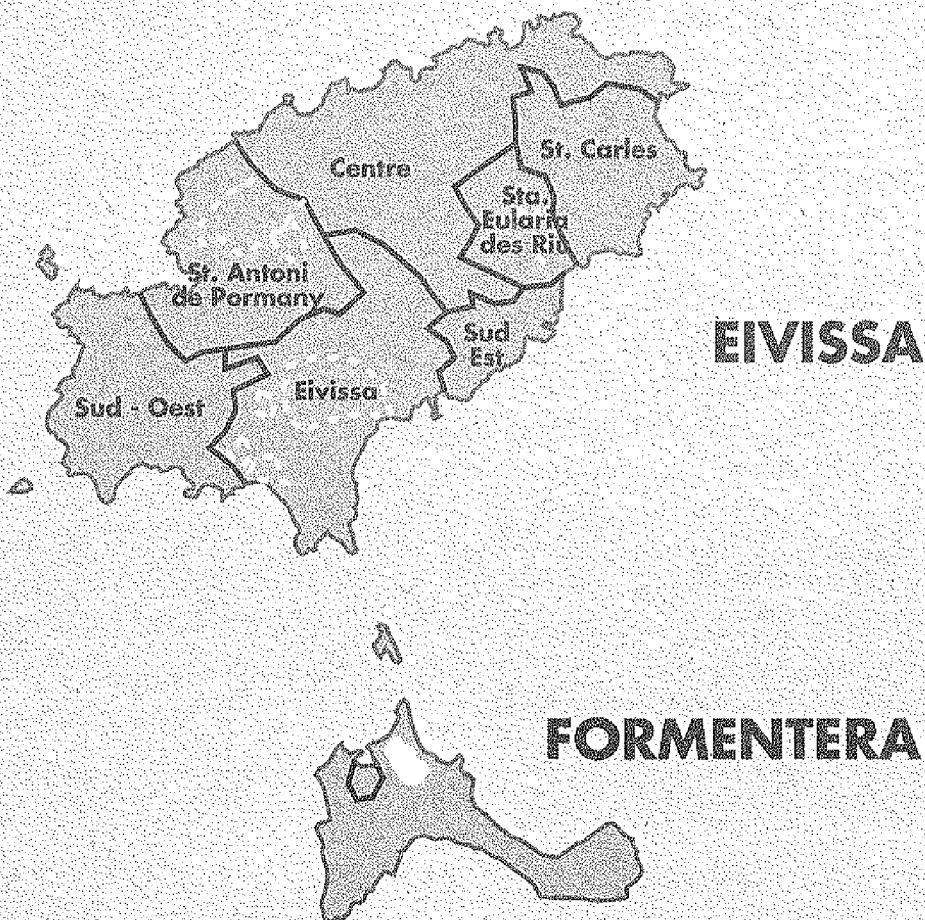 Centre
St. Carles
Sta.
Eularia
des Riu
St. Antoni
de Pormany
Sud
Est
EIVISSA
Eivissa
Sud - Oest
FORMENTERA